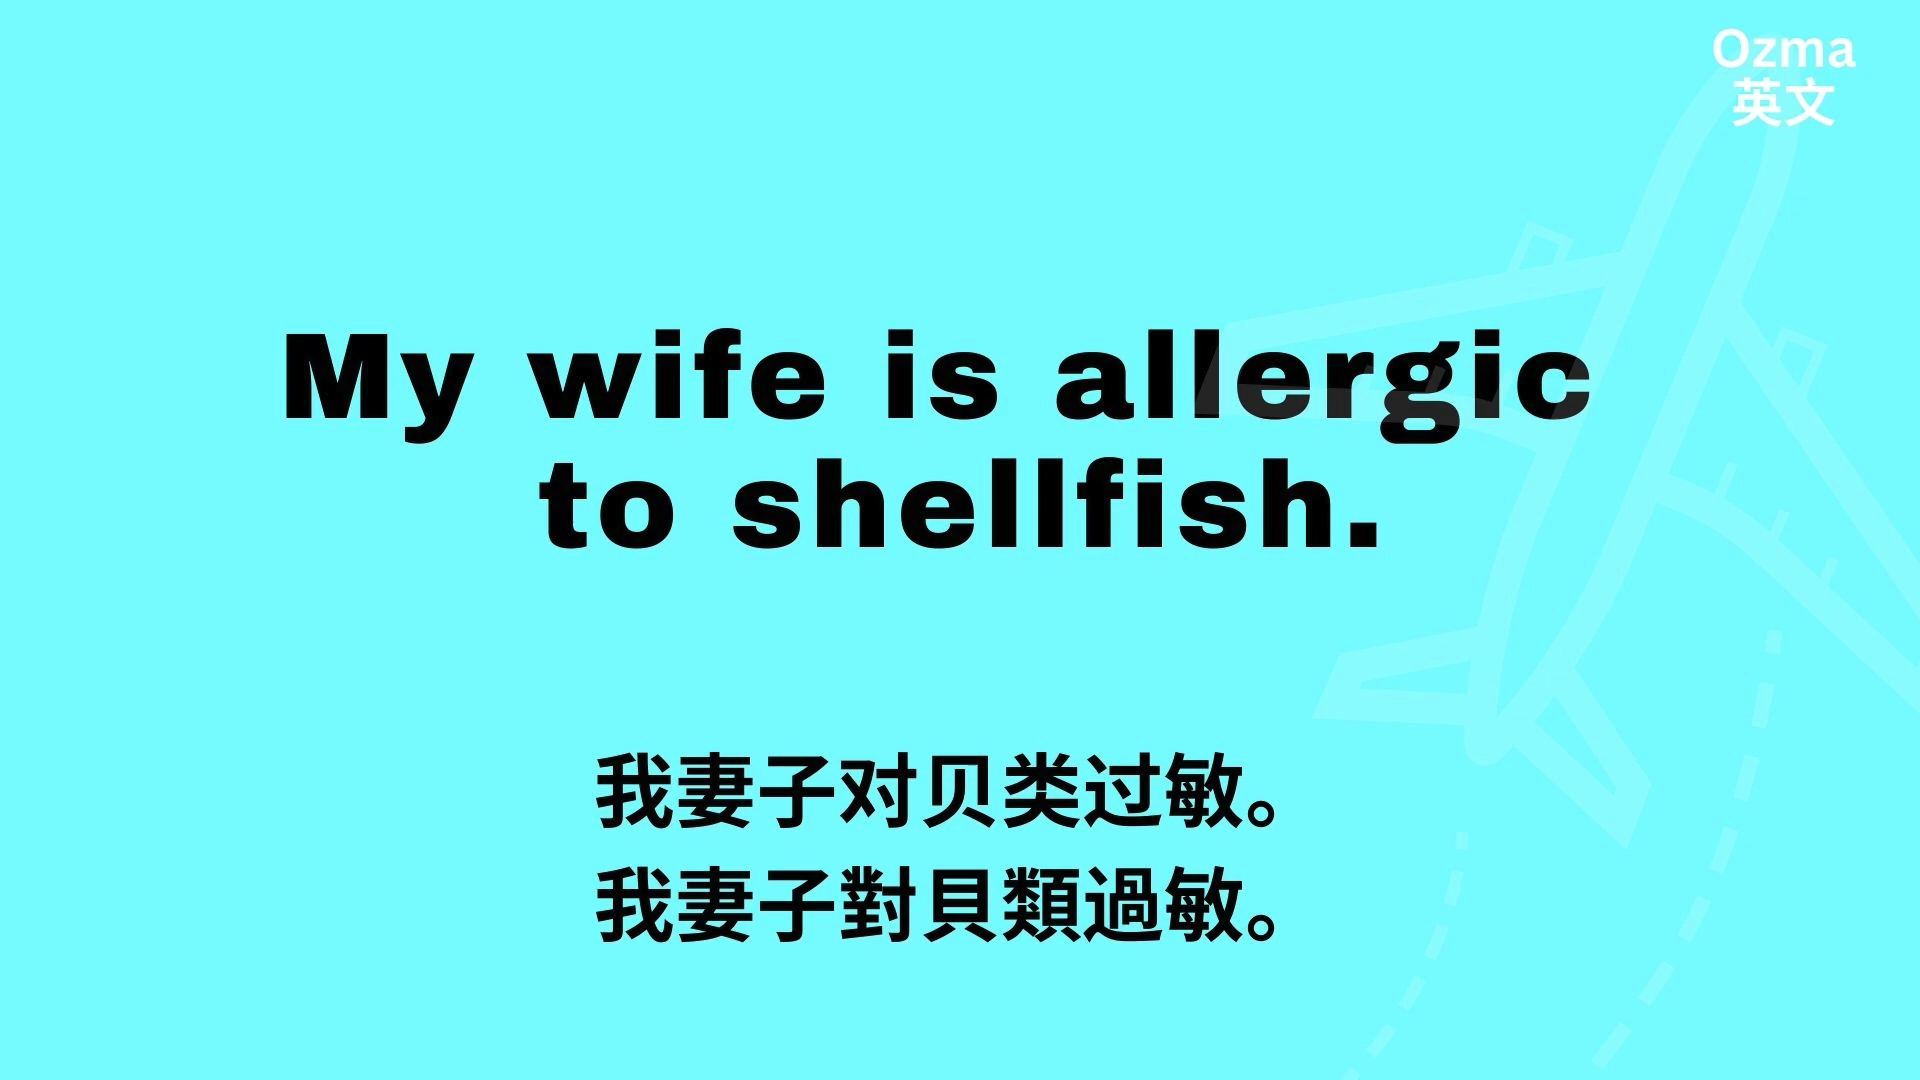 Ozma
英文
My wife is allergic
to shellfish.
我妻子对贝类过敏。
我妻子對貝類過敏。